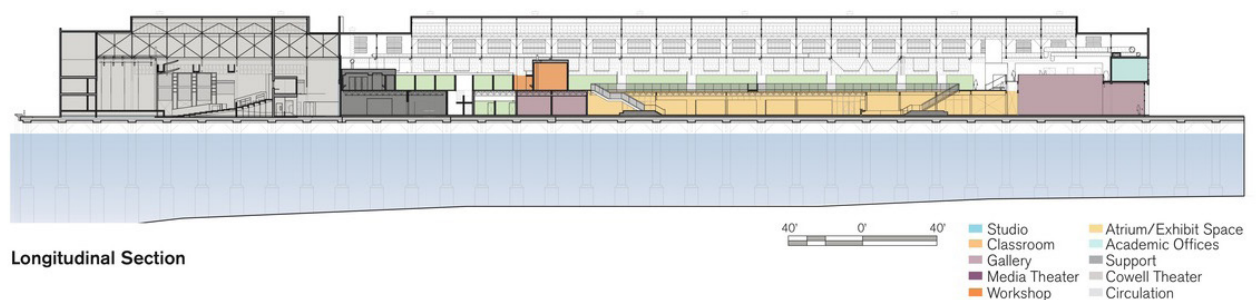 40' 0' 40'
Longitudinal Section
Studio
Classroom
Gallery
Media Theater
Workshop
Atrium/Exhibit Space
Academic Offices
Support
Cowell Theater
Circulation